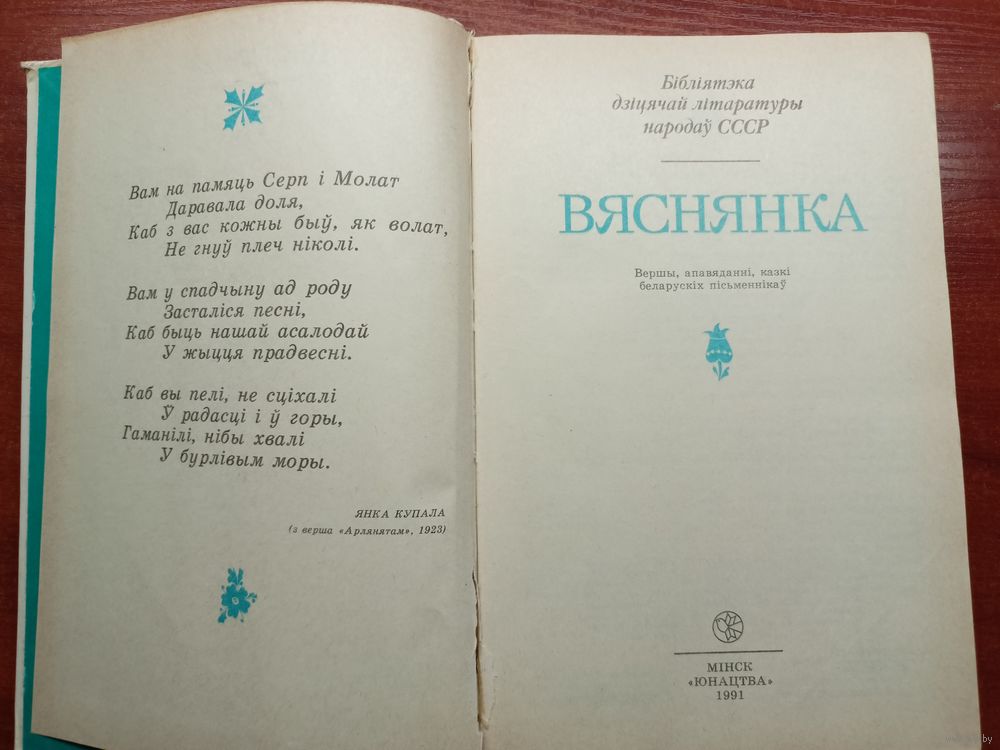 Вам на памяць Серп і Молат
Даравала доля,
Каб з вас кожны быў, як волат,
Не гнуў плеч ніколі.
Вам у спадчыну ад роду
Засталіся песні,
Каб быць нашай асалодай
У жыцця прадвесні.
Каб вы пелі, не сціхалі
Ў радасці і ў горы,
Гаманілі, нібы хвалі
У бурлівым моры.
ЯНКА КУПАЛА
(з верша «Арлянятам», 1923)
Бібліятэка
дзіцячай літаратуры
народаў СССР
ВЯСНЯНКА
Вершы, апавяданні, казкі
беларускіх пісьменнікаў
МІНСК
«ЮНАЦТВА»
1991